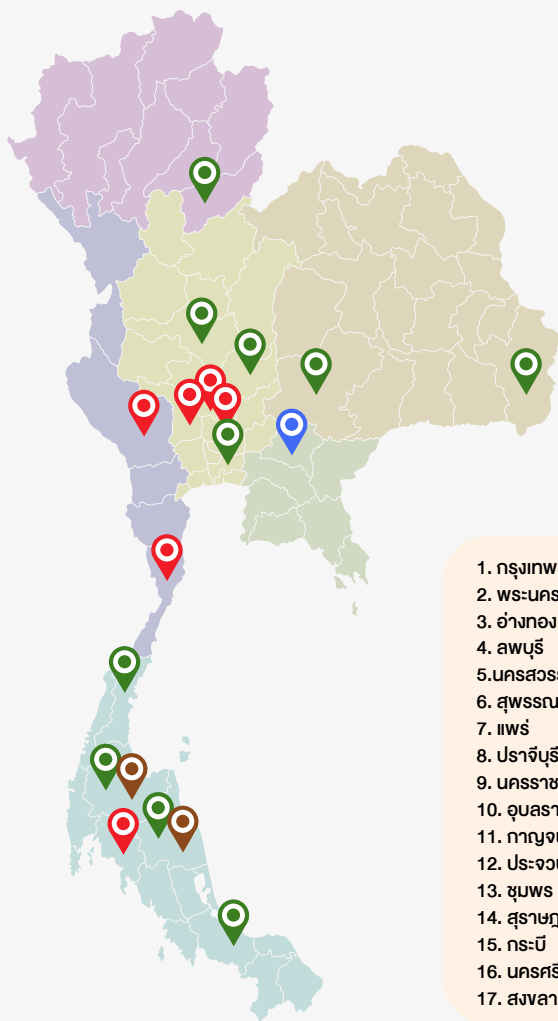 1. กรุงเทพ
2. พระนคร
3. อ่างทอง
4. ลพบุรี
5.นครสวรร
6. สุพรรณ
7. แพร่
8. ปราจีบุรี
9. นครราช
10. อุบลรา
11. กาญจน
12. ประจวบ
13. ชุมพร
14. สุราษฎ
15. กระบี่
16. นครศรี
17. สงขลา